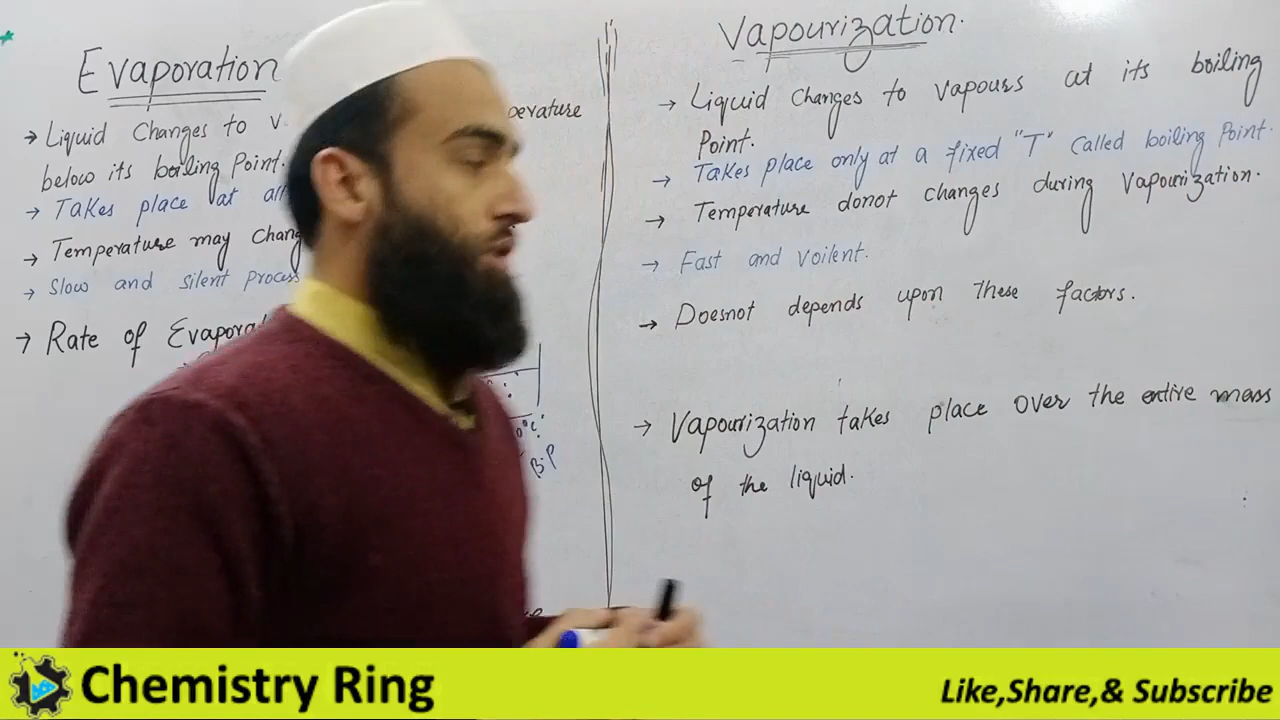 Evaporation
→ Liquid Changes to
below its boiling Point.
→ Takes place at all
→ Temperature may
→ Slow and silent Process
→ Rate of
B.P
Vapourization.
→ Liquid Changes to vapours at its boiling
Point.
→ Takes place only at a fixed "T" called boiling Point.
→ Temperature donot changes during Vapourization.
→ Fast and Voilent.
→ Doesnot depends upon these factors.
→ Vapourization takes place over the entire mass
of the liquid.
Chemistry Ring
Like,Share,& Subscribe